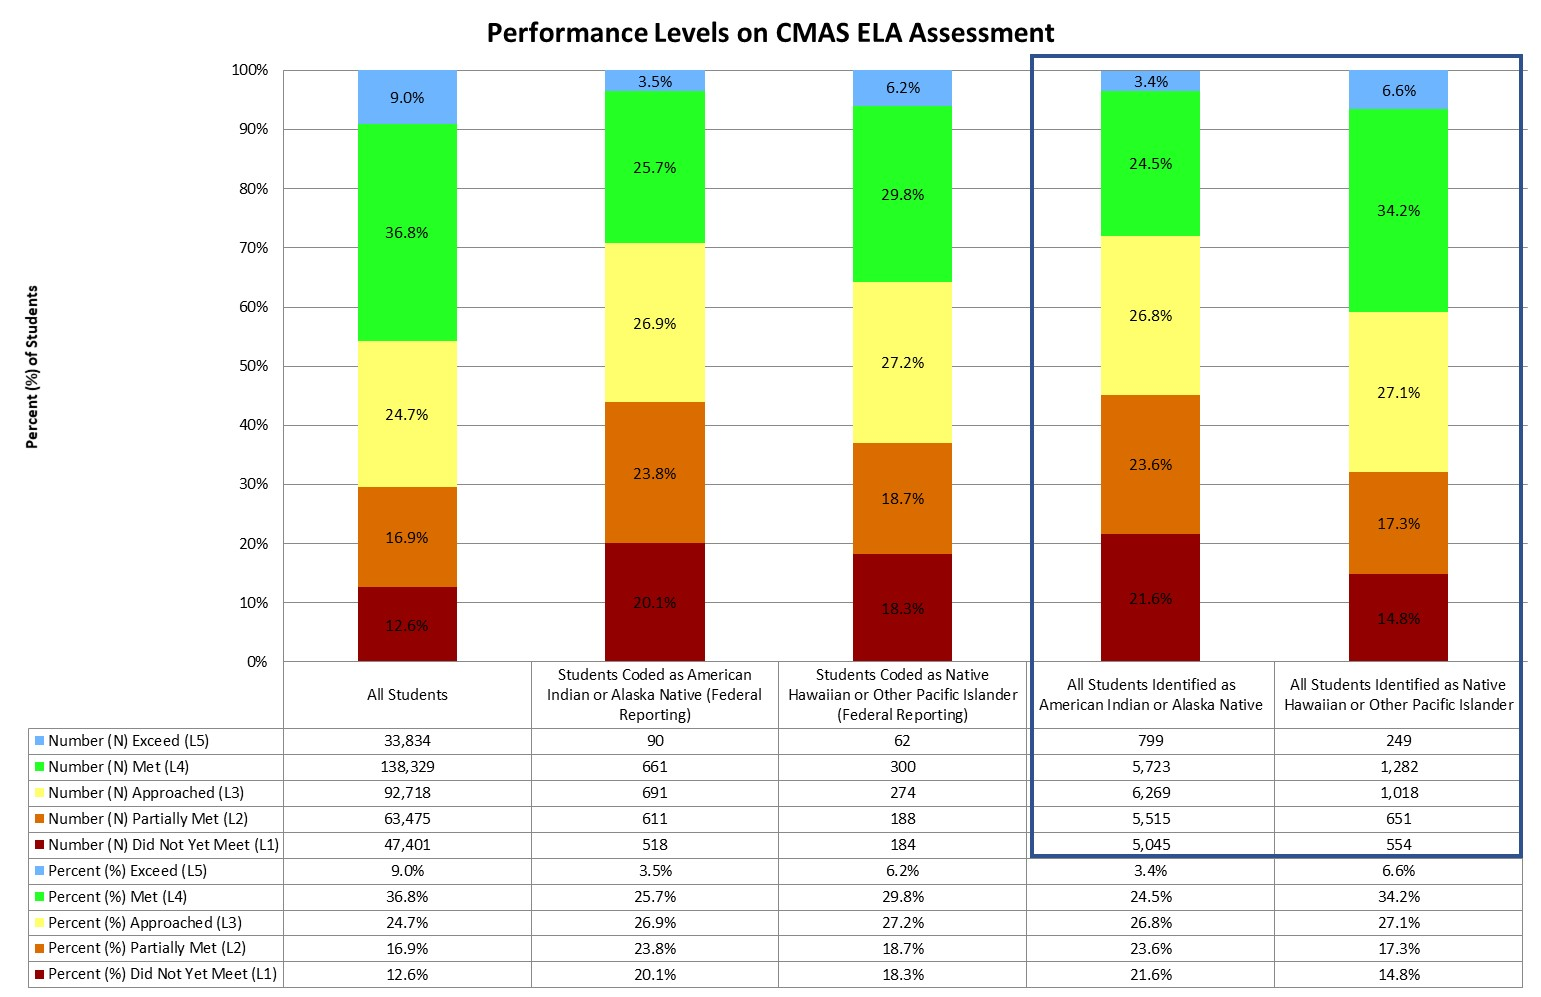 Performance Levels on CMAS ELA Assessment
Percent (%) of Students
100%
90%
80%
70%
60%
50%
40%
30%
20%
10%
0%
9.0%
36.8%
24.7%
16.9%
12.6%
3.5%
25.7%
26.9%
23.8%
20.1%
6.2%
29.8%
27.2%
18.7%
18.3%
3.4%
24.5%
26.8%
23.6%
21.6%
6.6%
34.2%
27.1%
17.3%
14.8%
All Students
Students Coded as American
Indian or Alaska Native (Federal
Reporting)
Students Coded as Native
Hawaiian or Other Pacific Islander
(Federal Reporting)
All Students Identified as
American Indian or Alaska Native
All Students Identified as Native
Hawaiian or Other Pacific Islander
Number (N) Exceed (L5) 33,834 90 62 799 249
Number (N) Met (L4) 138,329 661 300 5,723 1,282
Number (N) Approached (L3) 92,718 691 274 6,269 1,018
Number (N) Partially Met (L2) 63,475 611 188 5,515 651
Number (N) Did Not Yet Meet (L1) 47,401 518 184 5,045 554
Percent (%) Exceed (L5) 9.0% 3.5% 6.2% 3.4% 6.6%
Percent (%) Met (L4) 36.8% 25.7% 29.8% 24.5% 34.2%
Percent (%) Approached (L3) 24.7% 26.9% 27.2% 26.8% 27.1%
Percent (%) Partially Met (L2) 16.9% 23.8% 18.7% 23.6% 17.3%
Percent (%) Did Not Yet Meet (L1) 12.6% 20.1% 18.3% 21.6% 14.8%